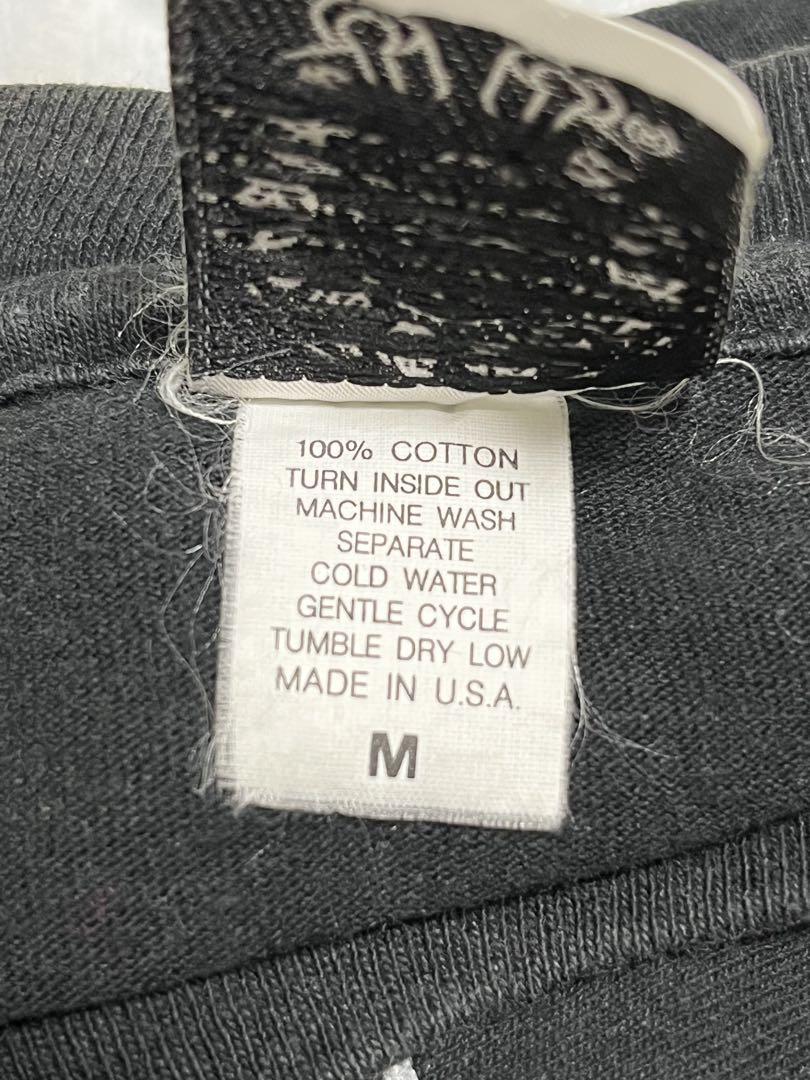 100% COTTON
TURN INSIDE OUT
MACHINE WASH
SEPARATE
COLD WATER
GENTLE CYCLE
TUMBLE DRY LOW
MADE IN U.S.A.
M